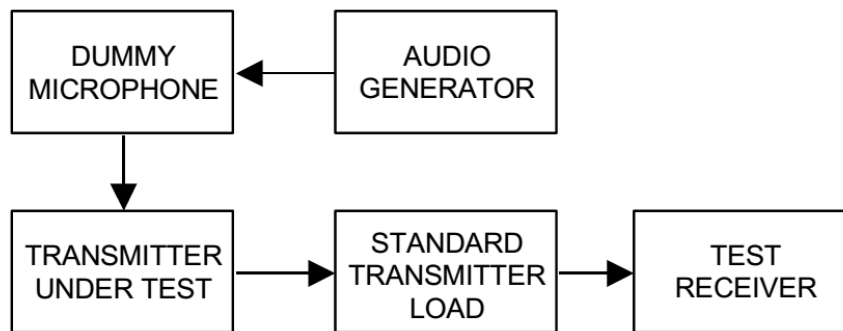 DUMMY
MICROPHONE
AUDIO
GENERATOR
TRANSMITTER
UNDER TEST
STANDARD
TRANSMITTER
LOAD
TEST
RECEIVER